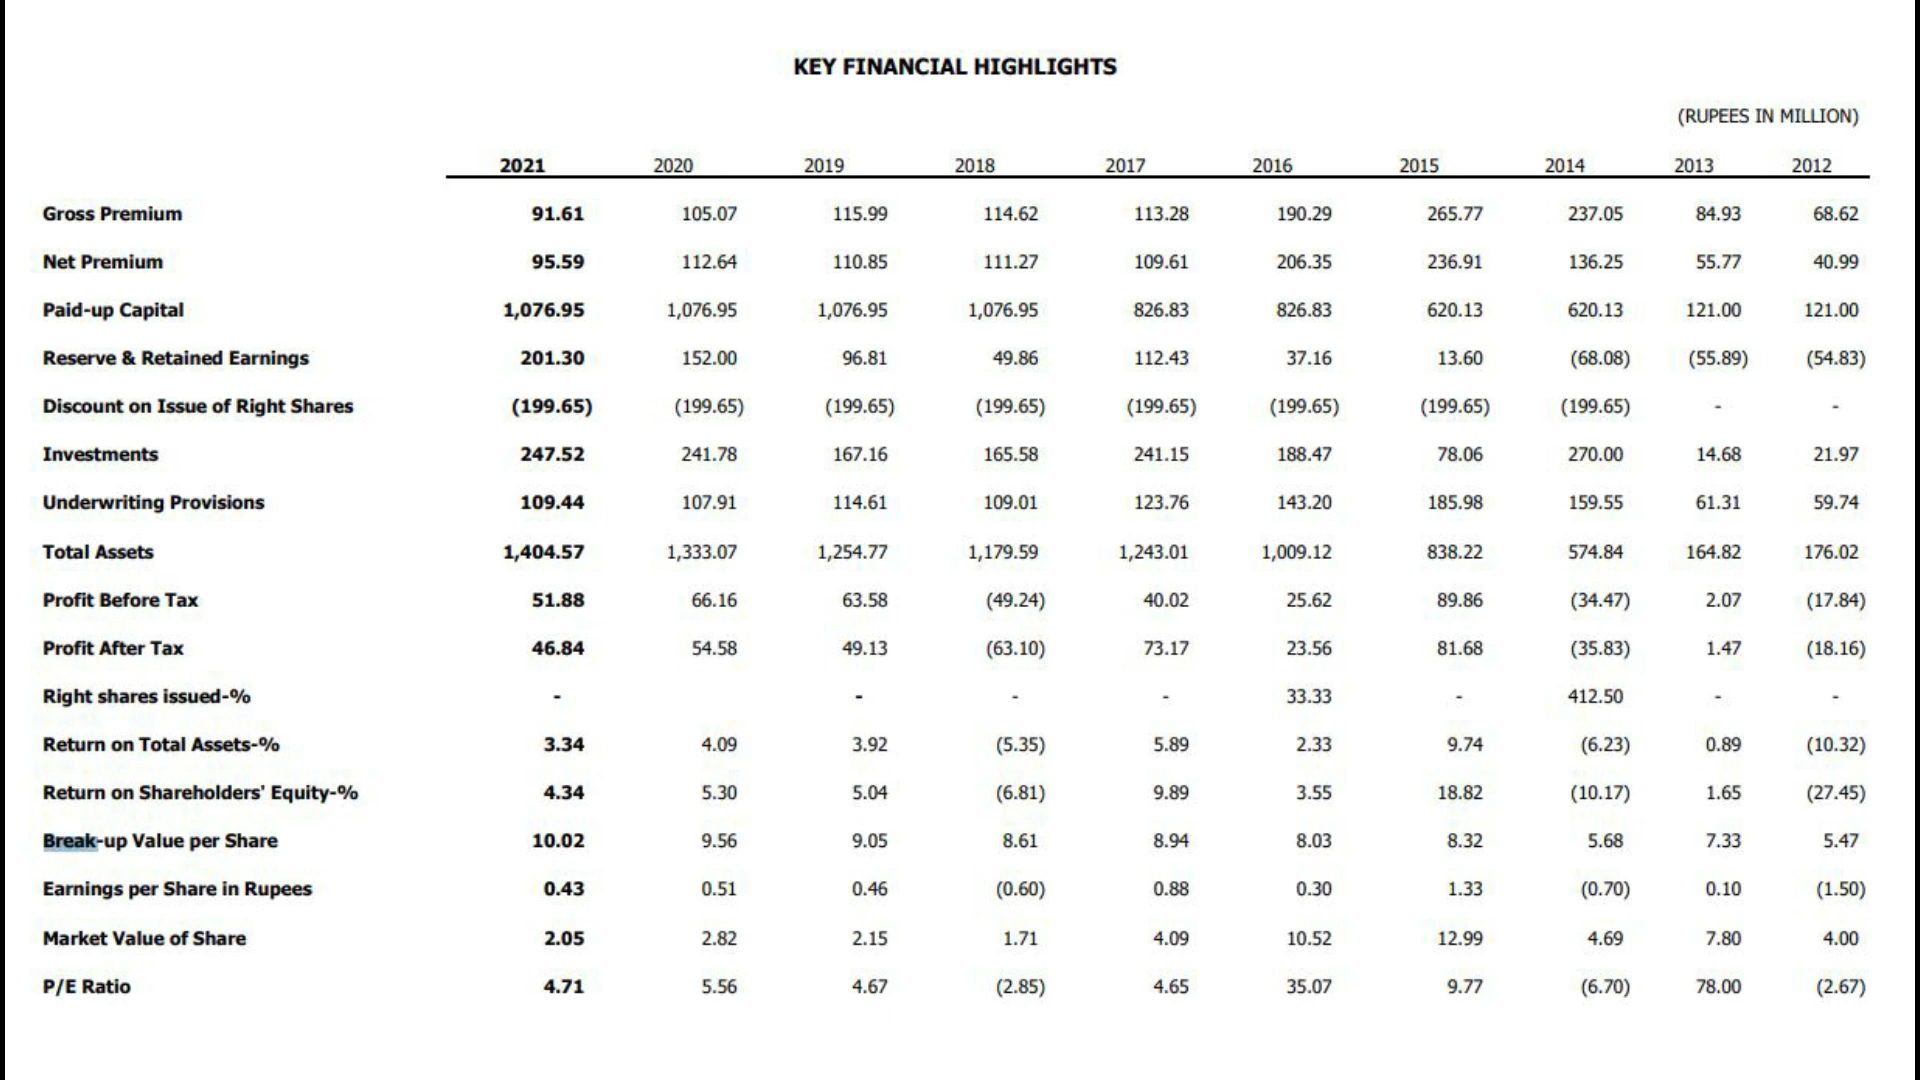 KEY FINANCIAL HIGHLIGHTS
(RUPEES IN MILLION)
2021 2020 2019 2018 2017 2016 2015 2014 2013 2012
Gross Premium 91.61 105.07 115.99 114.62 113.28 190.29 265.77 237.05 84.93 68.62
Net Premium 95.59 112.64 110.85 111.27 109.61 206.35 236.91 136.25 55.77 40.99
Paid-up Capital 1,076.95 1,076.95 1,076.95 1,076.95 826.83 826.83 620.13 620.13 121.00 121.00
Reserve & Retained Earnings 201.30 152.00 96.81 49.86 112.43 37.16 13.60 (68.08) (55.89) (54.83)
Discount on Issue of Right Shares (199.65) (199.65) (199.65) (199.65) (199.65) (199.65) (199.65) (199.65) - -
Investments 247.52 241.78 167.16 165.58 241.15 188.47 78.06 270.00 14.68 21.97
Underwriting Provisions 109.44 107.91 114.61 109.01 123.76 143.20 185.98 159.55 61.31 59.74
Total Assets 1,404.57 1,333.07 1,254.77 1,179.59 1,243.01 1,009.12 838.22 574.84 164.82 176.02
Profit Before Tax 51.88 66.16 63.58 (49.24) 40.02 25.62 89.86 (34.47) 2.07 (17.84)
Profit After Tax 46.84 54.58 49.13 (63.10) 73.17 23.56 81.68 (35.83) 1.47 (18.16)
Right shares issued-% - - - - 33.33 - 412.50 - -
Return on Total Assets-% 3.34 4.09 3.92 (5.35) 5.89 2.33 9.74 (6.23) 0.89 (10.32)
Return on Shareholders' Equity-% 4.34 5.30 5.04 (6.81) 9.89 3.55 18.82 (10.17) 1.65 (27.45)
Break-up Value per Share 10.02 9.56 9.05 8.61 8.94 8.03 8.32 5.68 7.33 5.47
Earnings per Share in Rupees 0.43 0.51 0.46 (0.60) 0.88 0.30 1.33 (0.70) 0.10 (1.50)
Market Value of Share 2.05 2.82 2.15 1.71 4.09 10.52 12.99 4.69 7.80 4.00
P/E Ratio 4.71 5.56 4.67 (2.85) 4.65 35.07 9.77 (6.70) 78.00 (2.67)